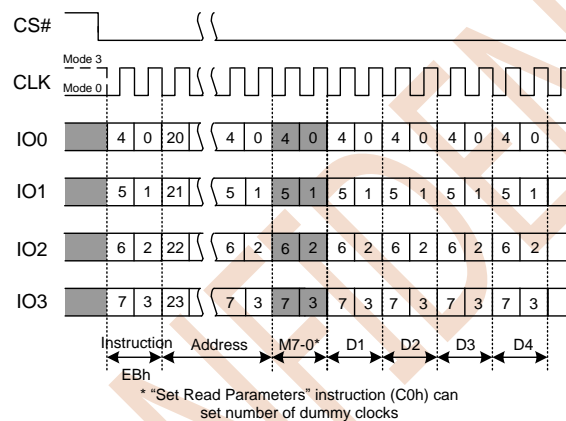 CS#
Mode 3
CLK
Mode 0
IO0 4 0 20 4 0 4 0 4 0 4 0 4 0 4 0
IO1 5 1 21 5 1 5 1 5 1 5 1 5 1 5 1
IO2 6 2 22 6 2 6 2 6 2 6 2 6 2 6 2
IO3 7 3 23 7 3 7 3 7 3 7 3 7 3 7 3
Instruction Address M7-0* D1 D2 D3 D4
EBh
* "Set Read Parameters" instruction (C0h) can
set number of dummy clocks